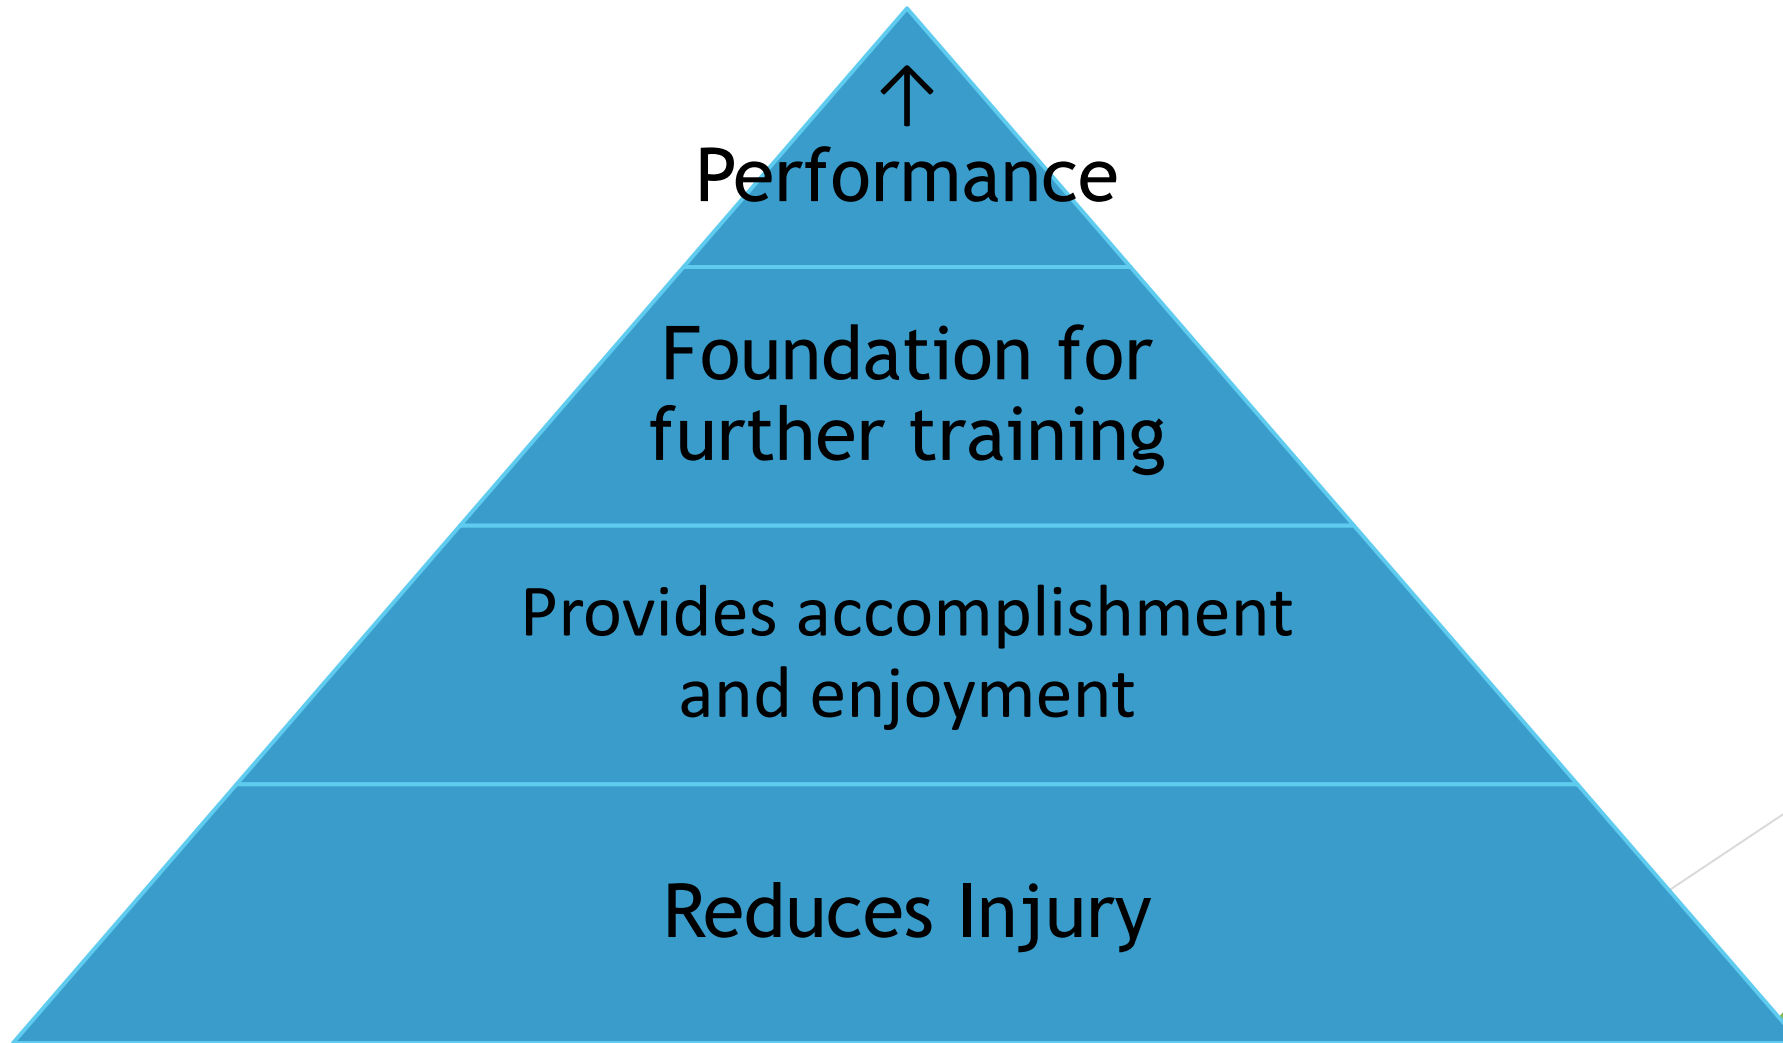 ↑
Performance
Foundation for
further training
Provides accomplishment
and enjoyment
Reduces Injury